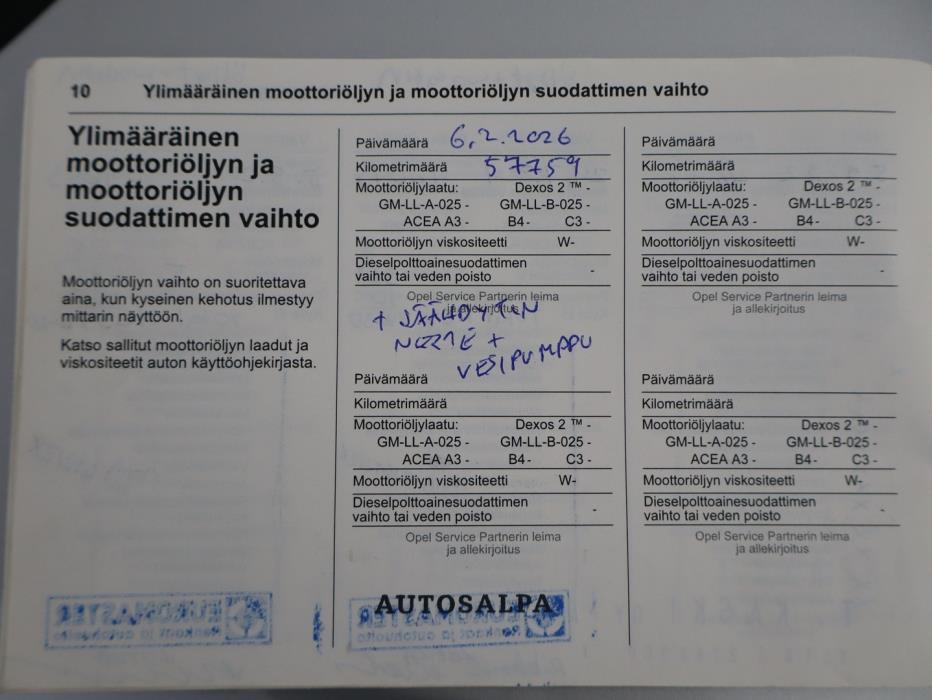 10 Ylimääräinen moottoriöljyn ja moottoriöljyn suodattimen vaihto
Ylimääräinen
moottoriöljyn ja
moottoriöljyn
suodattimen vaihto
Moottoriöljyn vaihto on suoritettava
aina, kun kyseinen kehotus ilmestyy
mittarin näyttöön.
Katso sallitut moottoriöljyn laadut ja
viskositeetit auton käyttöohjekirjasta.
Päivämäärä 6.2.2026
Kilometrimäärä 57759
Moottoriöljylaatu: Dexos 2 ™ -
GM-LL-A-025 - GM-LL-B-025 -
ACEA A3 - B4- C3 -
Moottoriöljyn viskositeetti W-
Dieselpolttoainesuodattimen
vaihto tai veden poisto -
Opel Service Partnerin leima
ja allekirjoitus
+ JÄÄHDYTIN
NESTE +
VESIPUMPPU
Päivämäärä
Kilometrimäärä
Moottoriöljylaatu: Dexos 2 ™ -
GM-LL-A-025 - GM-LL-B-025 -
ACEA A3 - B4- C3 -
Moottoriöljyn viskositeetti W-
Dieselpolttoainesuodattimen
vaihto tai veden poisto -
Opel Service Partnerin leima
ja allekirjoitus
AUTOSALPA
Päivämäärä
Kilometrimäärä
Moottoriöljylaatu: Dexos 2 ™ -
GM-LL-A-025 - GM-LL-B-025 -
ACEA A3 - B4- C3 -
Moottoriöljyn viskositeetti W-
Dieselpolttoainesuodattimen
vaihto tai veden poisto -
Opel Service Partnerin leima
ja allekirjoitus
Päivämäärä
Kilometrimäärä
Moottoriöljylaatu: Dexos 2 ™ -
GM-LL-A-025 - GM-LL-B-025 -
ACEA A3 - B4- C3 -
Moottoriöljyn viskositeetti W-
Dieselpolttoainesuodattimen
vaihto tai veden poisto -
Opel Service Partnerin leima
ja allekirjoitus